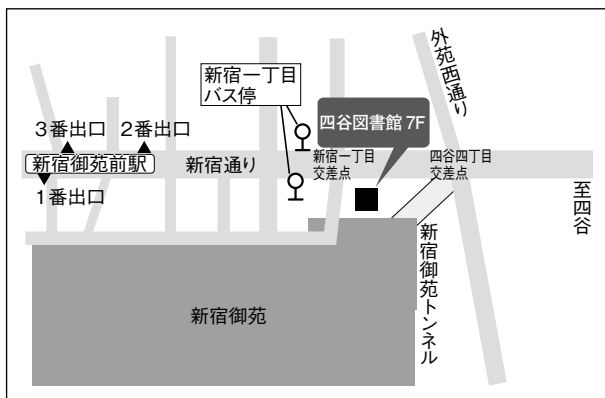 外苑西通り
新宿一丁目
バス停
四谷図書館 7F
3番出口
2番出口
新宿御苑前駅
1番出口
新宿通り
新宿一丁目
交差点
四谷四丁目
交差点
至四谷
新宿御苑トンネル
新宿御苑